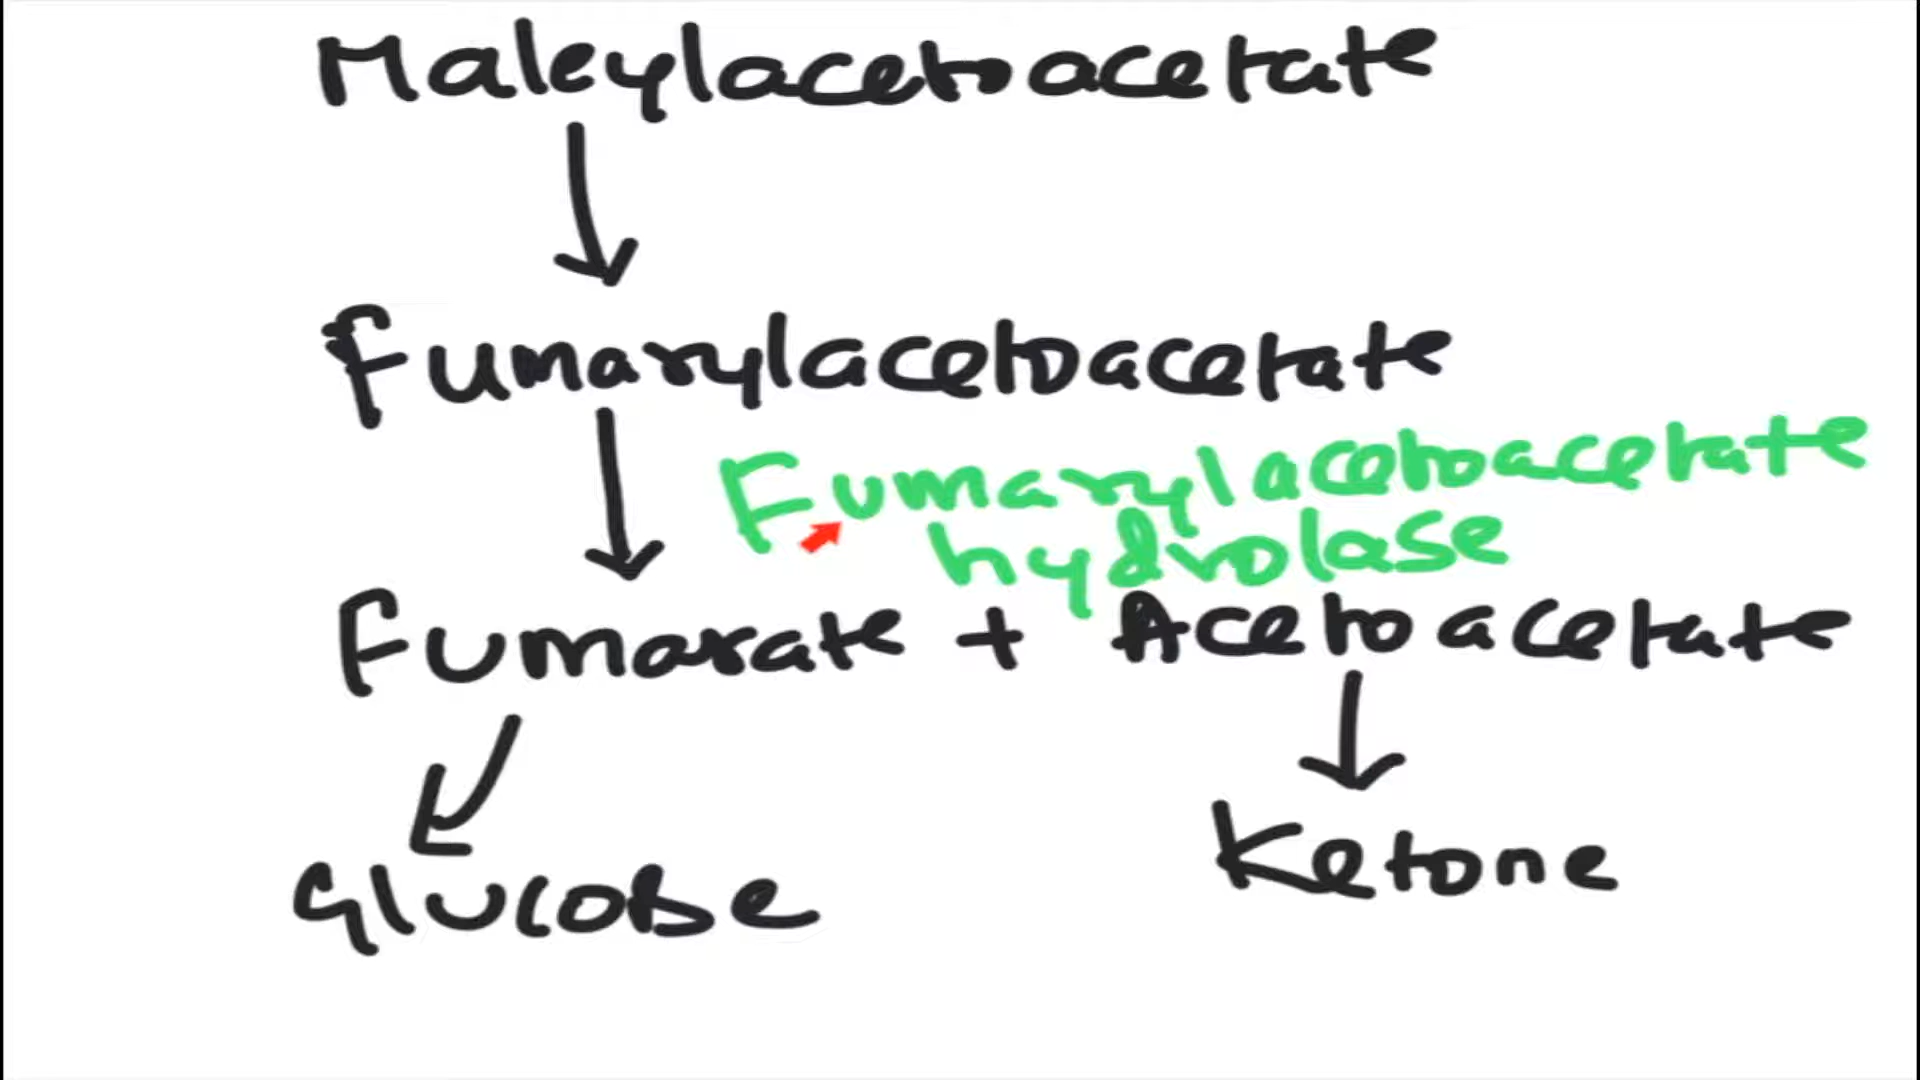 Maleylacetoacetate
Fumarylacetoacetate
Fumarylacetoacetate
hydrolase
Fumarate + Acetoacetate
Glucose
Ketone